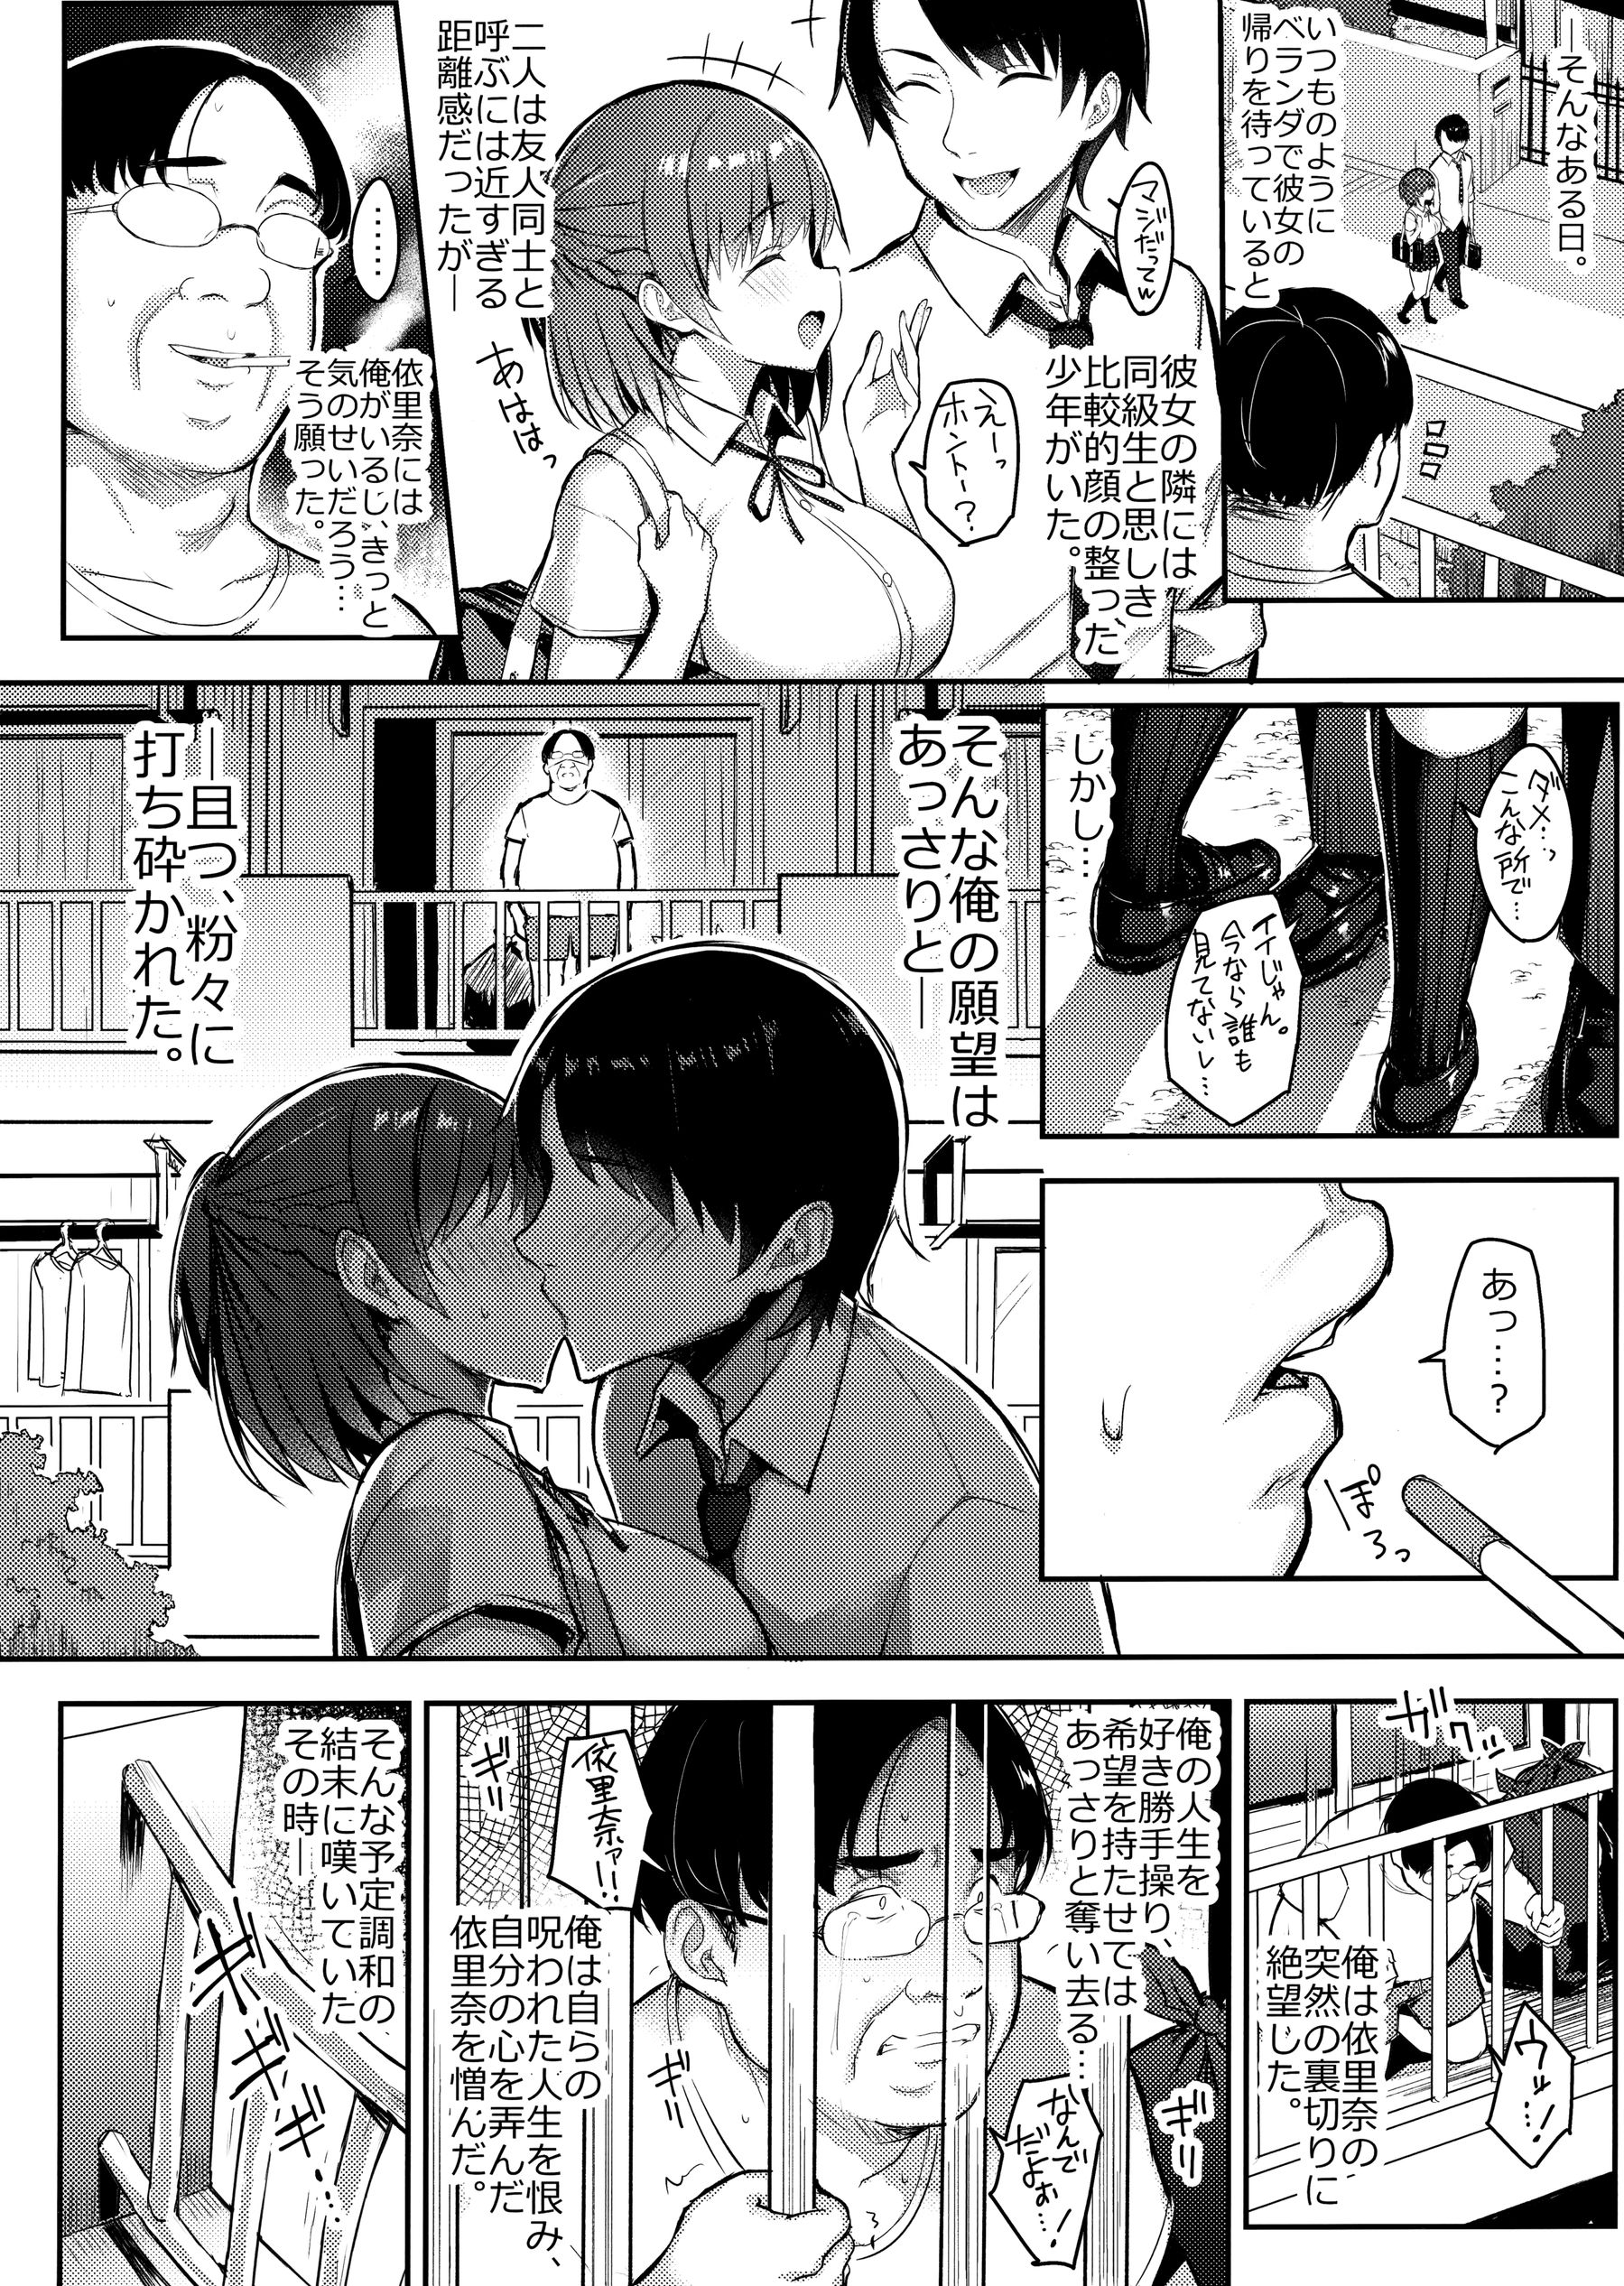 ―そんなある日。
いつものように
ベランダで彼女の
帰りを待っていると
彼女の隣には
同級生と思しき
比較的顔の整った
少年がいた。
マジだってw
えーっ
ホントー?
あはは
っ
二人は友人同士と
呼ぶには近すぎる
距離感だったが―
……
依里奈には
俺がいるじ、きっと
気のせいだろう…
そう願った。
ダメ…っ
こんな所で…
しかし…
イイじゃん。
今なら誰も
見てないし…
あっ…?
ぽろっ
そんな俺の願望は
あっさりと―
―且つ、粉々に
打ち砕かれた。
ガクッ
俺は依里奈の
突然の裏切りに
絶望した。
ウッ…!
俺の人生を
好き勝手操り、
希望を持たせては
あっさりと奪い去る…
なんで
だよぉ…!
ギリ
依里奈ァ!!
ギリ
ギリ
俺は自らの
呪われた人生を恨み、
自分の心を弄んだ
依里奈を憎んだ。
そんな予定調和の
結末に嘆いていた
その時―